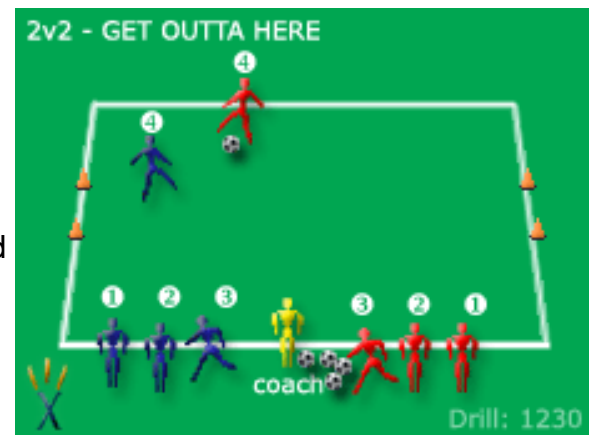 2v2 - GET OUTTA HERE
4
4
d
1 2 3 3 2 1
coach
Drill: 1230